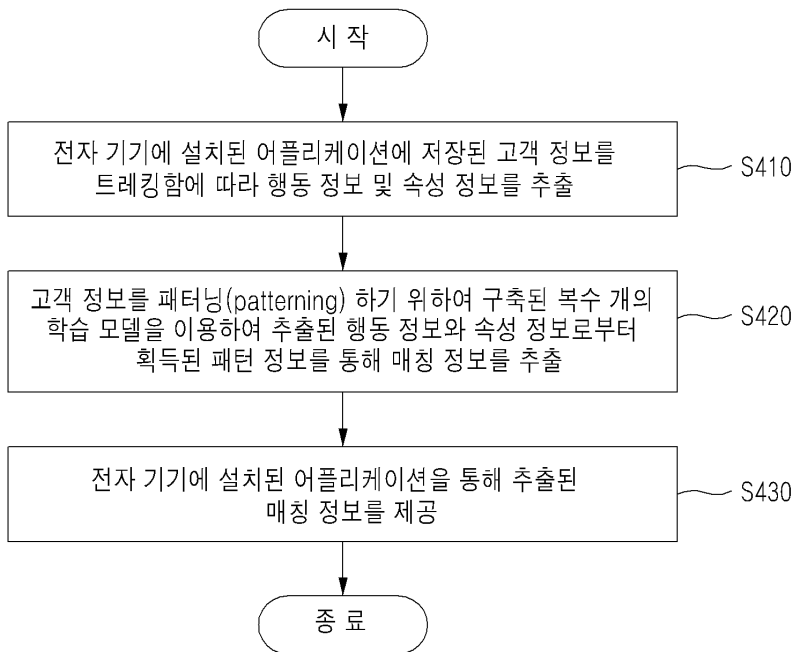 시 작
전자 기기에 설치된 어플리케이션에 저장된 고객 정보를
트레킹함에 따라 행동 정보 및 속성 정보를 추출
S410
고객 정보를 패터닝(patterning) 하기 위하여 구축된 복수 개의
학습 모델을 이용하여 추출된 행동 정보와 속성 정보로부터
획득된 패턴 정보를 통해 매칭 정보를 추출
S420
전자 기기에 설치된 어플리케이션을 통해 추출된
매칭 정보를 제공
S430
종 료